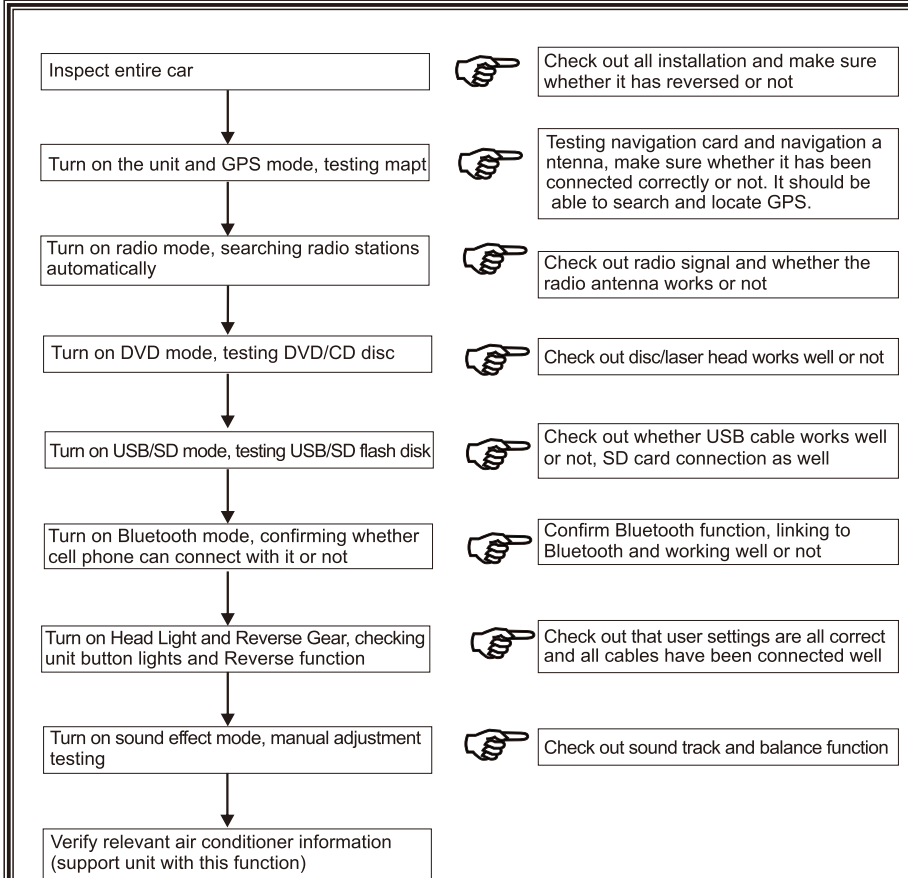 Inspect entire car
Check out all installation and make sure
whether it has reversed or not
Turn on the unit and GPS mode, testing mapt
Testing navigation card and navigation a
ntenna, make sure whether it has been
connected correctly or not. It should be
able to search and locate GPS.
Turn on radio mode, searching radio stations
automatically
Check out radio signal and whether the
radio antenna works or not
Turn on DVD mode, testing DVD/CD disc
Check out disc/laser head works well or not
Turn on USB/SD mode, testing USB/SD flash disk
Check out whether USB cable works well
or not, SD card connection as well
Turn on Bluetooth mode, confirming whether
cell phone can connect with it or not
Confirm Bluetooth function, linking to
Bluetooth and working well or not
Turn on Head Light and Reverse Gear, checking
unit button lights and Reverse function
Check out that user settings are all correct
and all cables have been connected well
Turn on sound effect mode, manual adjustment
testing
Check out sound track and balance function
Verify relevant air conditioner information
(support unit with this function)